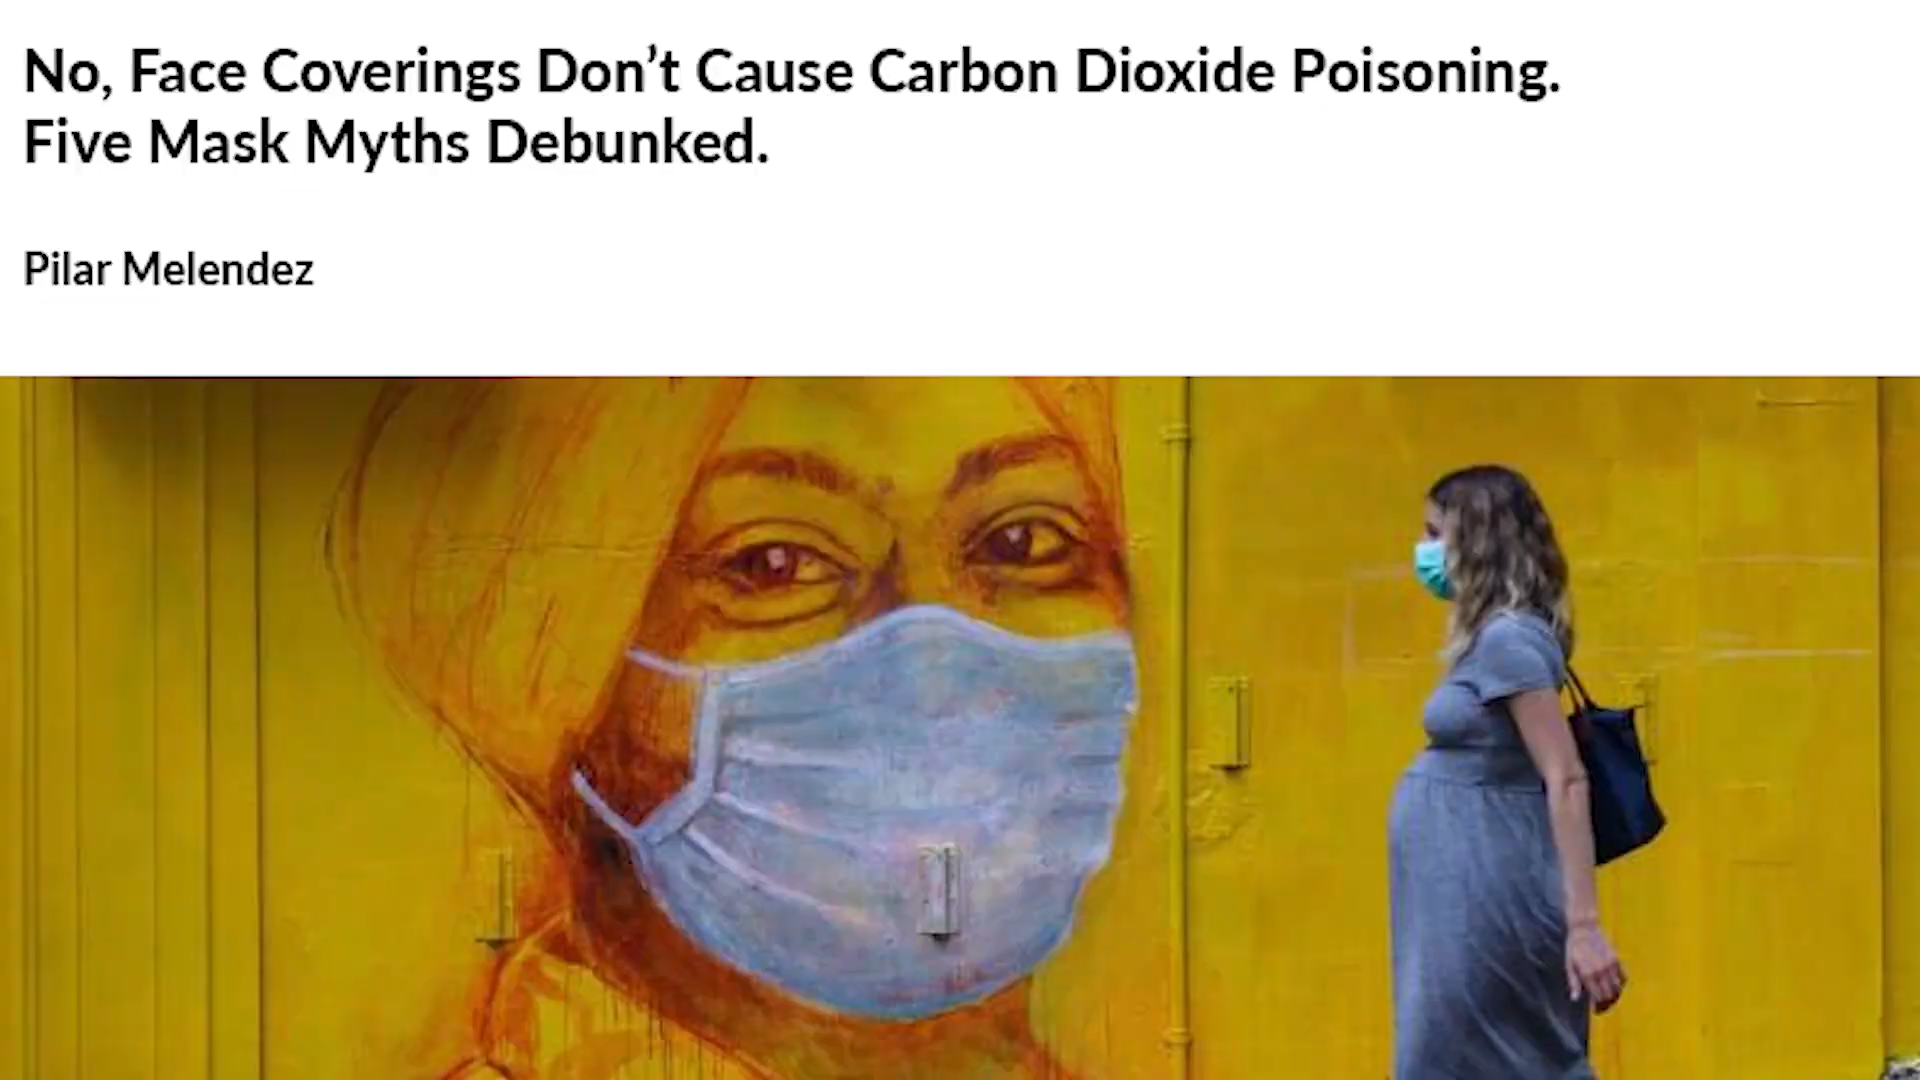 No, Face Coverings Don’t Cause Carbon Dioxide Poisoning.
Five Mask Myths Debunked.
Pilar Melendez